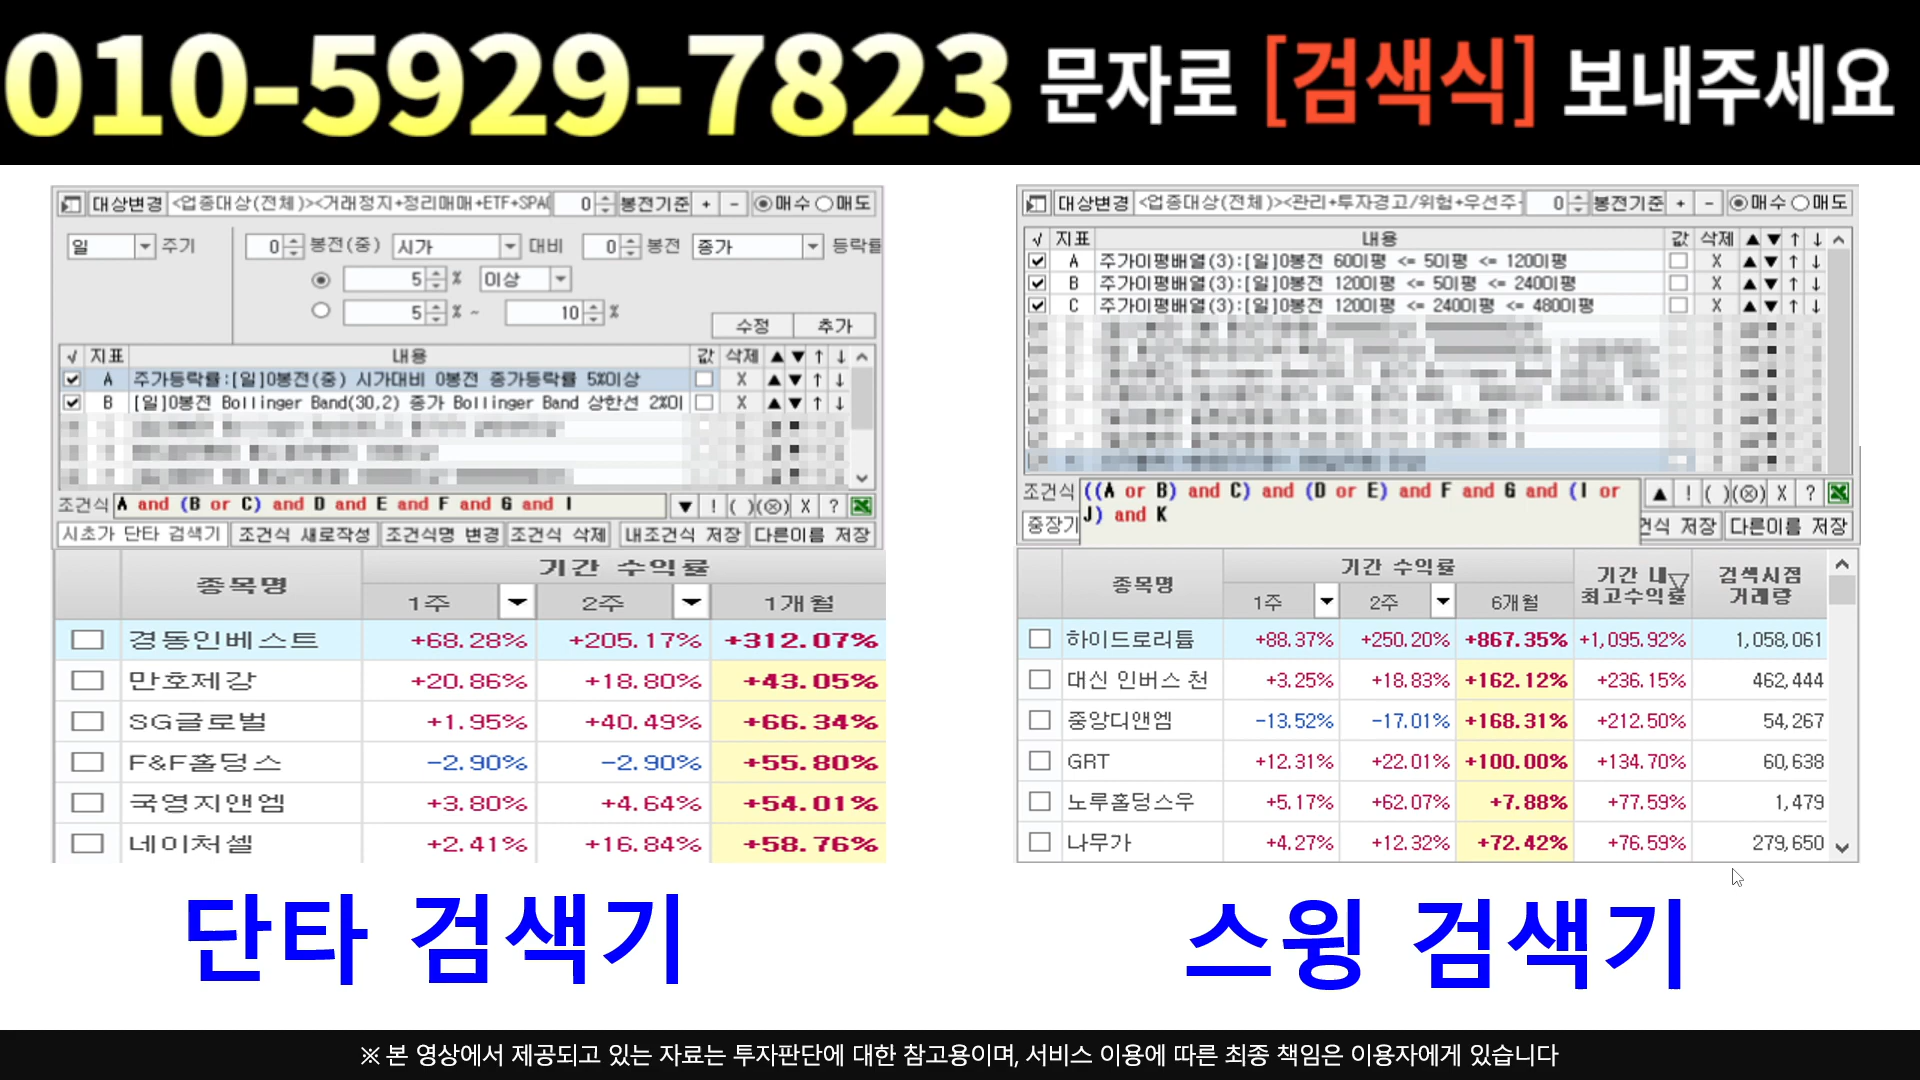 010-5929-7823 문자로 [검색식] 보내주세요
대상변경 <업종대상(전체)><거래정지+정리매매+ETF+SPA 0 봉전기준 + - 매수 매도
일 주기 0 봉전(중) 시가 대비 0 봉전 종가 등락률
5 % 이상
5 % ~ 10 %
수정 추가
√ 지표 내용 값 삭제 ▲ ▼ ↑ ↓
A 주가등락률:[일]0봉전(중) 시가대비 0봉전 종가등락률 5%이상 X ▲ ▼ ↑ ↓
B [일]0봉전 Bollinger Band(30,2) 종가 Bollinger Band 상한선 2%이 X ▲ ▼ ↑ ↓
조건식 A and (B or C) and D and E and F and G and I ▼ ! ( )(⊗) X ?
시초가 단타 검색기 조건식 새로작성 조건식명 변경 조건식 삭제 내조건식 저장 다른이름 저장
종목명 기간 수익률
1주 2주 1개월
경동인베스트 +68.28% +205.17% +312.07%
만호제강 +20.86% +18.80% +43.05%
SG글로벌 +1.95% +40.49% +66.34%
F&F홀딩스 -2.90% -2.90% +55.80%
국영지앤엠 +3.80% +4.64% +54.01%
네이처셀 +2.41% +16.84% +58.76%
단타 검색기
대상변경 <업종대상(전체)><관리+투자경고/위험+우선주+ 0 봉전기준 + - 매수 매도
√ 지표 내용 값 삭제 ▲ ▼ ↑ ↓
A 주가이평배열(3):[일]0봉전 600이평 <= 50이평 <= 1200이평 X ▲ ▼ ↑ ↓
B 주가이평배열(3):[일]0봉전 1200이평 <= 50이평 <= 2400이평 X ▲ ▼ ↑ ↓
C 주가이평배열(3):[일]0봉전 1200이평 <= 2400이평 <= 4800이평 X ▲ ▼ ↑ ↓
조건식 ((A or B) and C) and (D or E) and F and G and (I or ▲ ! ( )(⊗) X ?
중장기 J) and K 건식 저장 다른이름 저장
종목명 기간 수익률 기간 내 최고수익률 검색시점 거래량
1주 2주 6개월
하이드로리튬 +88.37% +250.20% +867.35% +1,095.92% 1,058,061
대신 인버스 천 +3.25% +18.83% +162.12% +236.15% 462,444
중앙디앤엠 -13.52% -17.01% +168.31% +212.50% 54,267
GRT +12.31% +22.01% +100.00% +134.70% 60,638
노루홀딩스우 +5.17% +62.07% +7.88% +77.59% 1,479
나무가 +4.27% +12.32% +72.42% +76.59% 279,650
스윙 검색기
※ 본 영상에서 제공되고 있는 자료는 투자판단에 대한 참고용이며, 서비스 이용에 따른 최종 책임은 이용자에게 있습니다